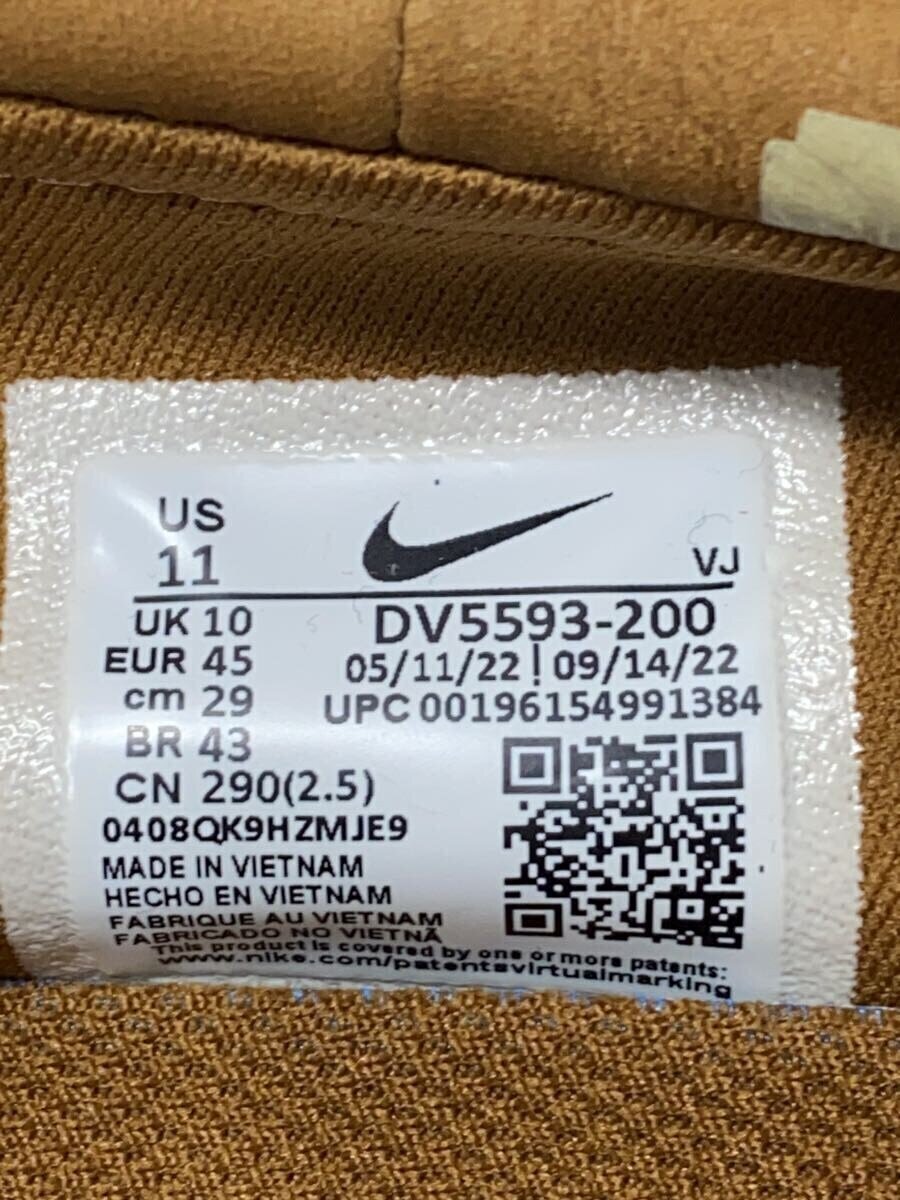 US
11
VJ
UK 10
DV5593-200
EUR 45
05/11/22 | 09/14/22
cm 29
UPC 00196154991384
BR 43
CN 290(2.5)
0408QK9HZMJE9
MADE IN VIETNAM
HECHO EN VIETNAM
FABRIQUE AU VIETNAM
FABRICADO NO VIETNÃ
This product is covered by one or more patents:
www.nike.com/patentsvirtualmarking